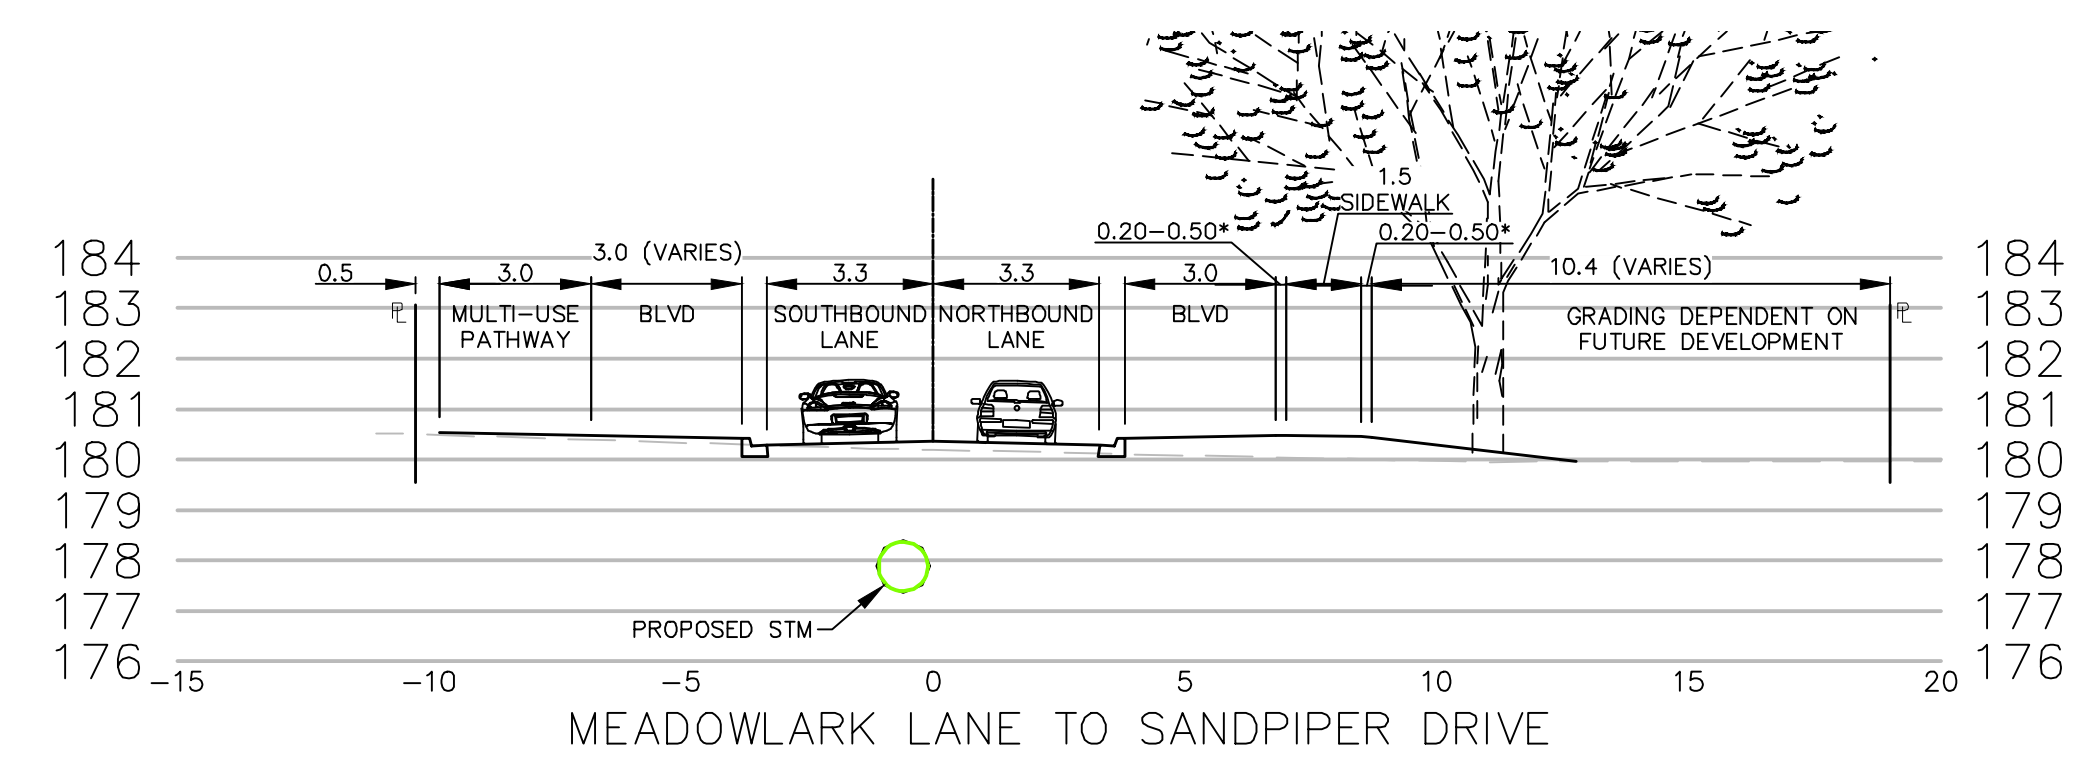 1.5
SIDEWALK
0.20-0.50* 0.20-0.50*
184 3.0 (VARIES) 10.4 (VARIES) 184
0.5 3.0 3.3 3.3 3.0
183 PL MULTI-USE BLVD SOUTHBOUND NORTHBOUND BLVD GRADING DEPENDENT ON PL 183
PATHWAY LANE LANE FUTURE DEVELOPMENT
182 182
181 181
180 180
179 179
178 178
177 177
PROPOSED STM
176 176
-15 -10 -5 0 5 10 15 20
MEADOWLARK LANE TO SANDPIPER DRIVE